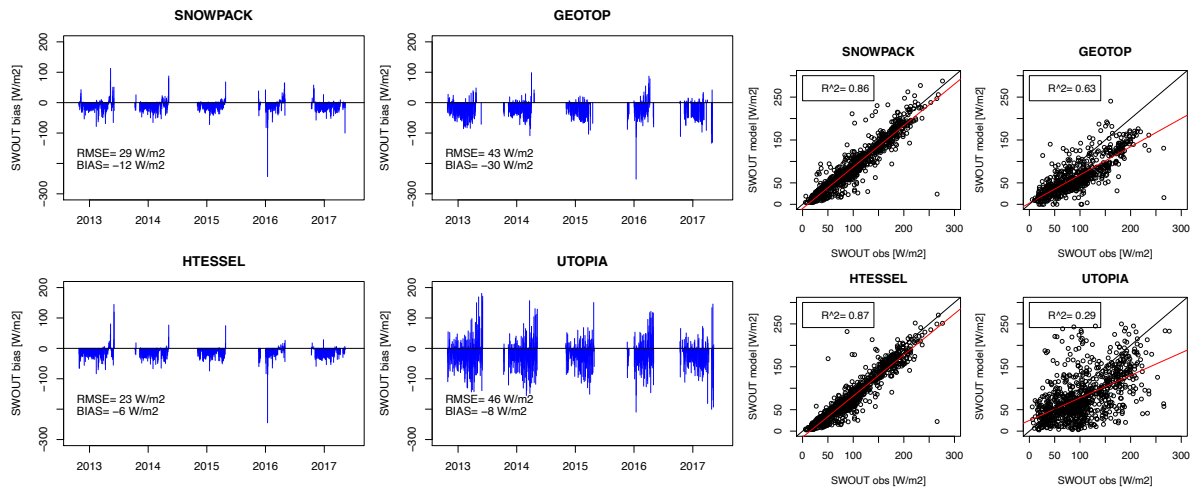 SNOWPACK
SWOUT bias [W/m2]
200
100
0
−100
−300
RMSE= 29 W/m2
BIAS= −12 W/m2
2013 2014 2015 2016 2017
GEOTOP
SWOUT bias [W/m2]
200
100
0
−100
−300
RMSE= 43 W/m2
BIAS= −30 W/m2
2013 2014 2015 2016 2017
SNOWPACK
SWOUT model [W/m2]
250
150
50
0
R^2= 0.86
0 50 100 200 300
SWOUT obs [W/m2]
GEOTOP
SWOUT model [W/m2]
250
150
50
0
R^2= 0.63
0 50 100 200 300
SWOUT obs [W/m2]
HTESSEL
SWOUT bias [W/m2]
200
100
0
−100
−300
RMSE= 23 W/m2
BIAS= −6 W/m2
2013 2014 2015 2016 2017
UTOPIA
SWOUT bias [W/m2]
200
100
0
−100
−300
RMSE= 46 W/m2
BIAS= −8 W/m2
2013 2014 2015 2016 2017
HTESSEL
SWOUT model [W/m2]
250
150
50
0
R^2= 0.87
0 50 100 200 300
SWOUT obs [W/m2]
UTOPIA
SWOUT model [W/m2]
250
150
50
0
R^2= 0.29
0 50 100 200 300
SWOUT obs [W/m2]